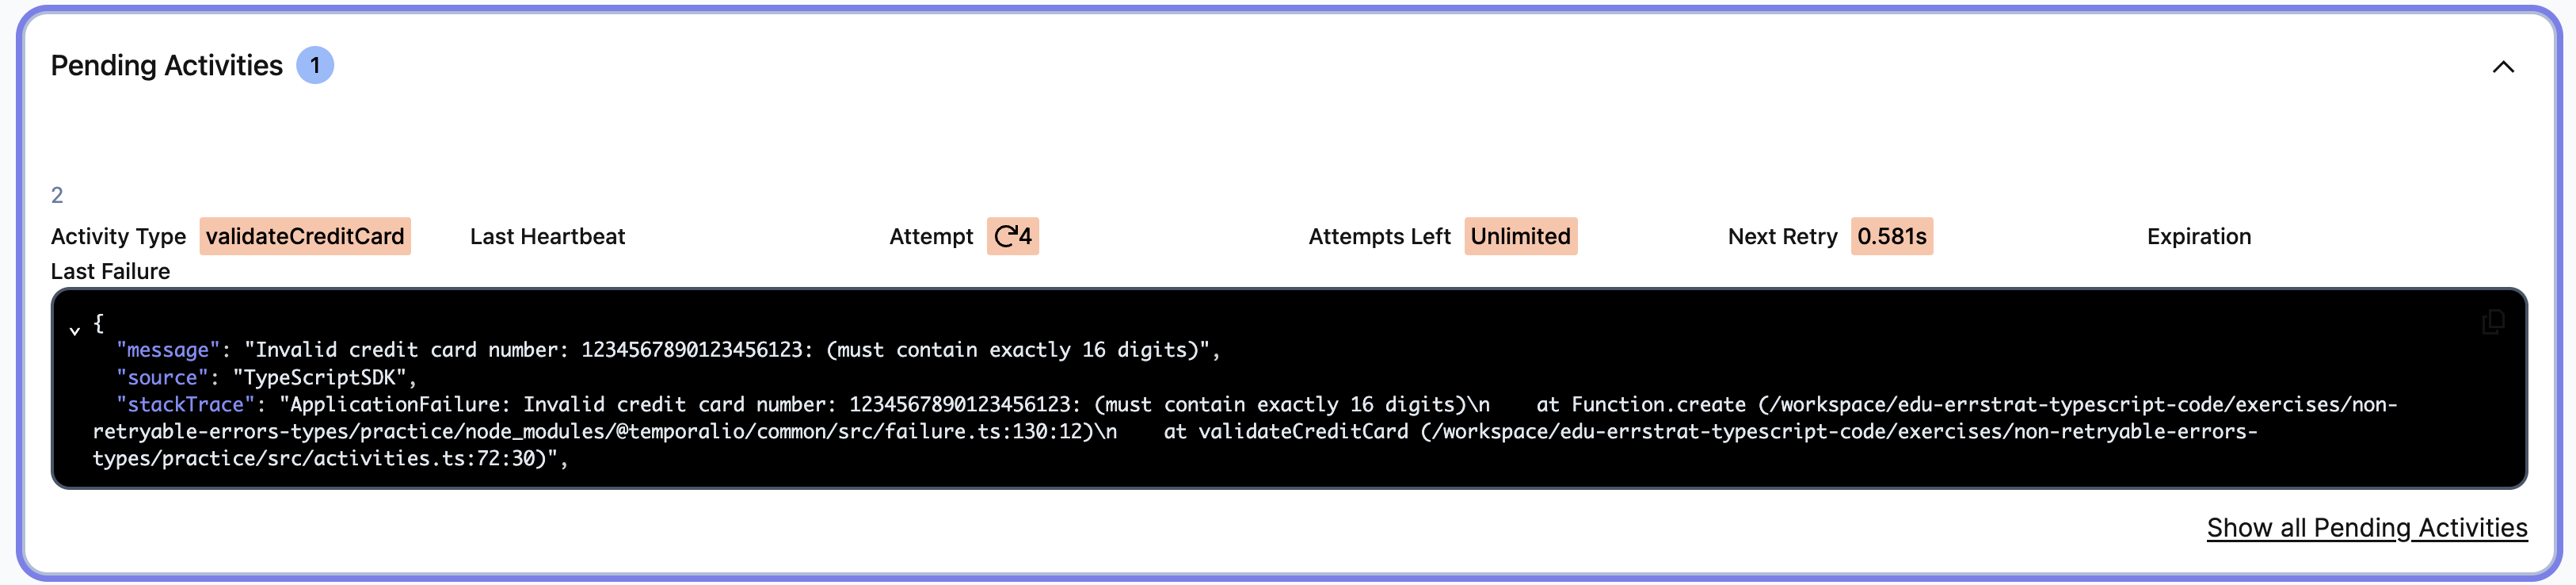 Pending Activities 1
2
Activity Type validateCreditCard Last Heartbeat Attempt 4 Attempts Left Unlimited Next Retry 0.581s Expiration
Last Failure
{
"message": "Invalid credit card number: 1234567890123456123: (must contain exactly 16 digits)",
"source": "TypeScriptSDK",
"stackTrace": "ApplicationFailure: Invalid credit card number: 1234567890123456123: (must contain exactly 16 digits)\n    at Function.create (/workspace/edu-errstrat-typescript-code/exercises/non-
retryable-errors-types/practice/node_modules/@temporalio/common/src/failure.ts:130:12)\n    at validateCreditCard (/workspace/edu-errstrat-typescript-code/exercises/non-retryable-errors-
types/practice/src/activities.ts:72:30)",
Show all Pending Activities